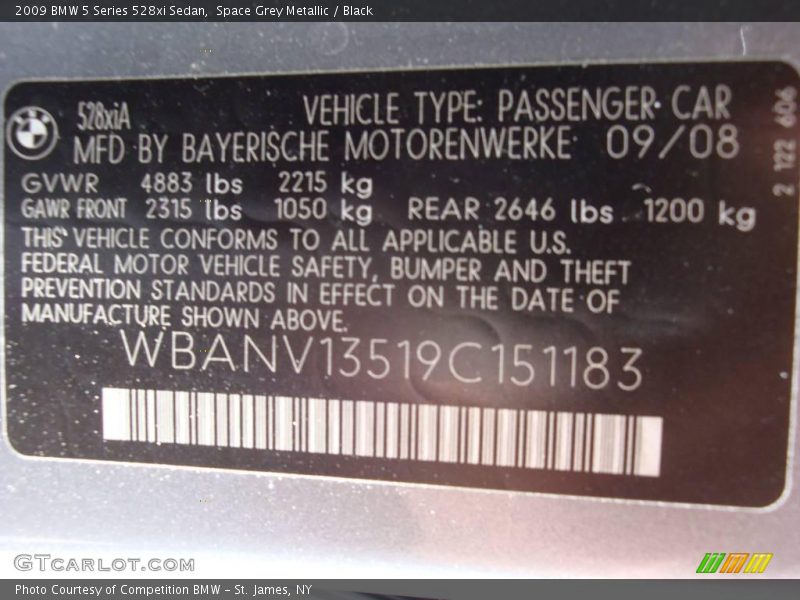 2009 BMW 5 Series 528xi Sedan, Space Grey Metallic / Black
528xiA VEHICLE TYPE: PASSENGER CAR
MFD BY BAYERISCHE MOTORENWERKE 09/08
GVWR 4883 lbs 2215 kg
GAWR FRONT 2315 lbs 1050 kg REAR 2646 lbs 1200 kg
THIS VEHICLE CONFORMS TO ALL APPLICABLE U.S.
FEDERAL MOTOR VEHICLE SAFETY, BUMPER AND THEFT
PREVENTION STANDARDS IN EFFECT ON THE DATE OF
MANUFACTURE SHOWN ABOVE.
WBANV13519C151183
2 122 606
GTCARLOT.COM
Photo Courtesy of Competition BMW – St. James, NY